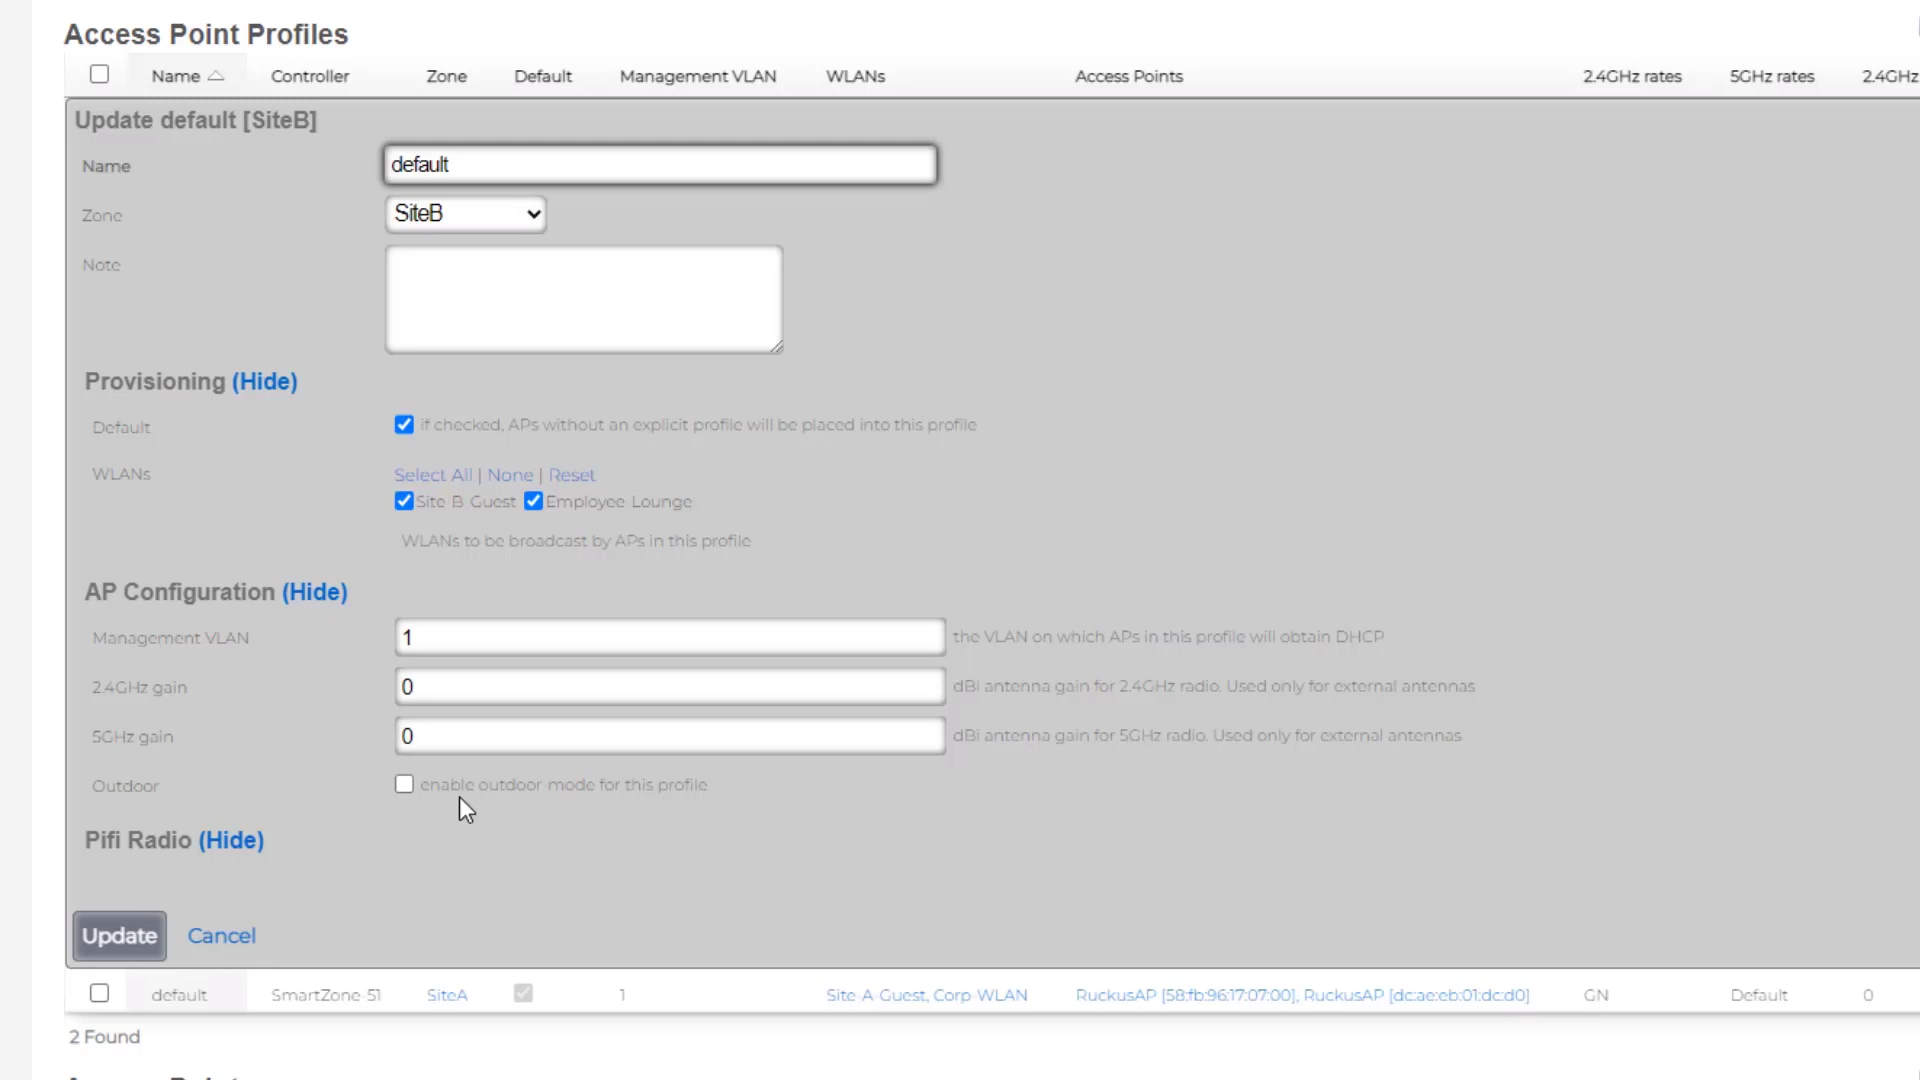 Access Point Profiles
Name Controller Zone Default Management VLAN WLANs Access Points 2.4GHz rates 5GHz rates 2.4GHz
Update default [SiteB]
Name default
Zone SiteB
Note
Provisioning (Hide)
Default if checked, APs without an explicit profile will be placed into this profile
WLANs Select All | None | Reset
Site-B-Guest Employee-Lounge
WLANs to be broadcast by APs in this profile
AP Configuration (Hide)
Management VLAN 1 the VLAN on which APs in this profile will obtain DHCP
2.4GHz gain 0 dBi antenna gain for 2.4GHz radio. Used only for external antennas
5GHz gain 0 dBi antenna gain for 5GHz radio. Used only for external antennas
Outdoor enable outdoor-mode for this profile
Pifi Radio (Hide)
Update Cancel
default SmartZone-51 SiteA 1 Site-A-Guest, Corp-WLAN RuckusAP [58:fb:96:17:07:00], RuckusAP [dc:ae:eb:01:dc:d0] GN Default 0
2 Found